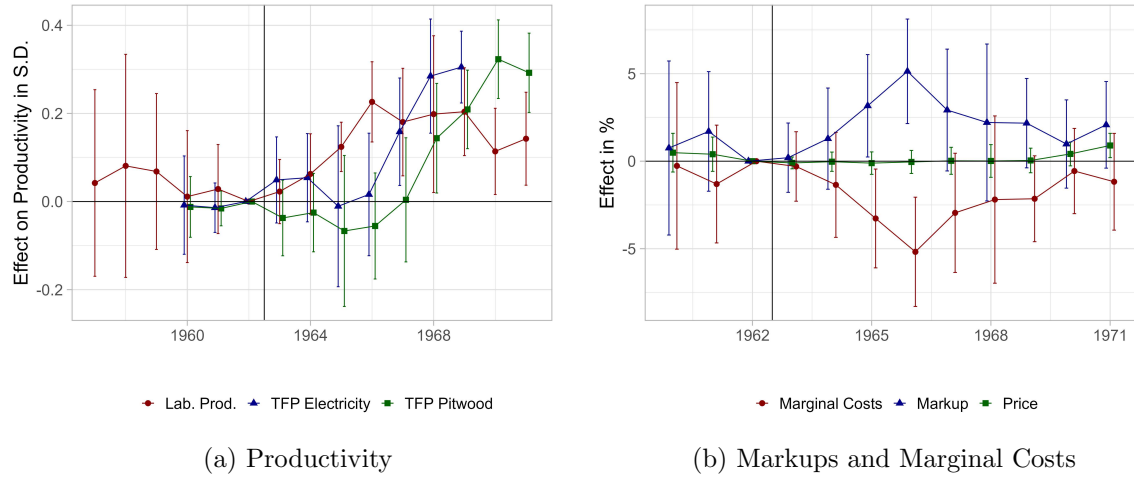 Effect on Productivity in S.D.
0.4
0.2
0.0
-0.2
1960 1964 1968
Lab. Prod. TFP Electricity TFP Pitwood
(a) Productivity
Effect in %
5
0
-5
1962 1965 1968 1971
Marginal Costs Markup Price
(b) Markups and Marginal Costs